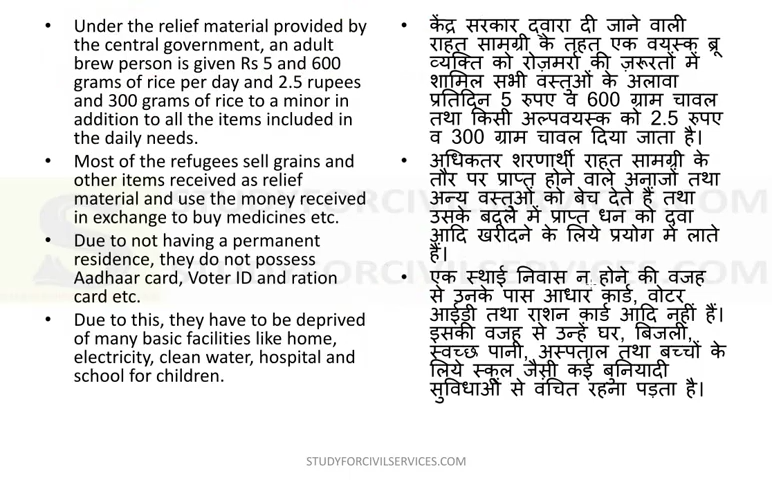 • Under the relief material provided by
the central government, an adult
brew person is given Rs 5 and 600
grams of rice per day and 2.5 rupees
and 300 grams of rice to a minor in
addition to all the items included in
the daily needs.
• Most of the refugees sell grains and
other items received as relief
material and use the money received
in exchange to buy medicines etc.
• Due to not having a permanent
residence, they do not possess
Aadhaar card, Voter ID and ration
card etc.
• Due to this, they have to be deprived
of many basic facilities like home,
electricity, clean water, hospital and
school for children.
• केंद्र सरकार द्वारा दी जाने वाली
राहत सामग्री के तहत एक वयस्क ब्रू
व्यक्ति को रोज़मर्रा की ज़रूरतों में
शामिल सभी वस्तुओं के अलावा
प्रतिदिन 5 रुपए व 600 ग्राम चावल
तथा किसी अल्पवयस्क को 2.5 रुपए
व 300 ग्राम चावल दिया जाता है।
• अधिकतर शरणार्थी राहत सामग्री के
तौर पर प्राप्त होने वाले अनाजों तथा
अन्य वस्तुओं को बेच देते हैं तथा
उसके बदले में प्राप्त धन को दवा
आदि खरीदने के लिये प्रयोग में लाते
हैं।
• एक स्थाई निवास न होने की वजह
से उनके पास आधार कार्ड, वोटर
आईडी तथा राशन कार्ड आदि नहीं हैं।
इसकी वजह से उन्हें घर, बिजली,
स्वच्छ पानी, अस्पताल तथा बच्चों के
लिये स्कूल जैसी कई बुनियादी
सुविधाओं से वंचित रहना पड़ता है।
STUDYFORCIVILSERVICES.COM
STUDYFORCIVILSERVICES.COM
STUDYFORCIVILSERVICES.COM